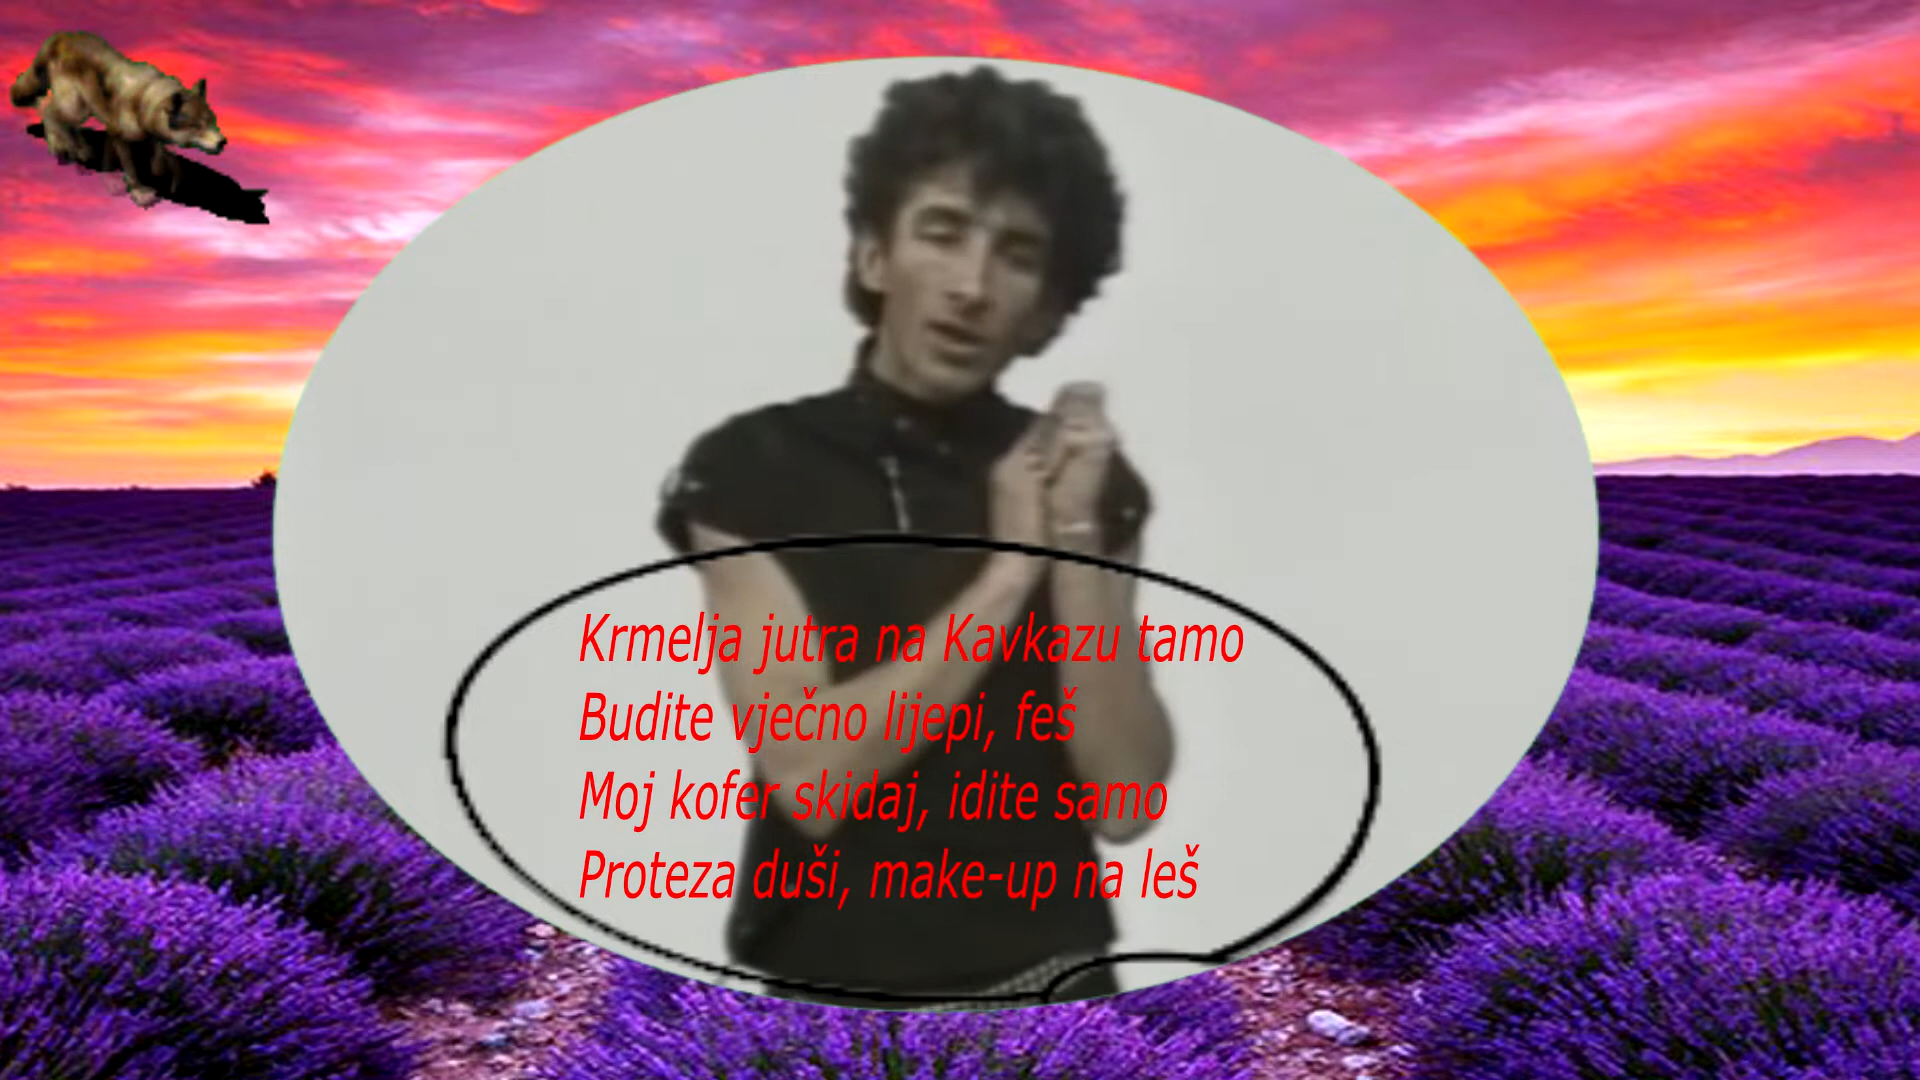 Krmelja jutra na Kavkazu tamo
Budite vječno lijepi, feš
Moj kofer skidaj, idite samo
Proteza duši, make-up na leš